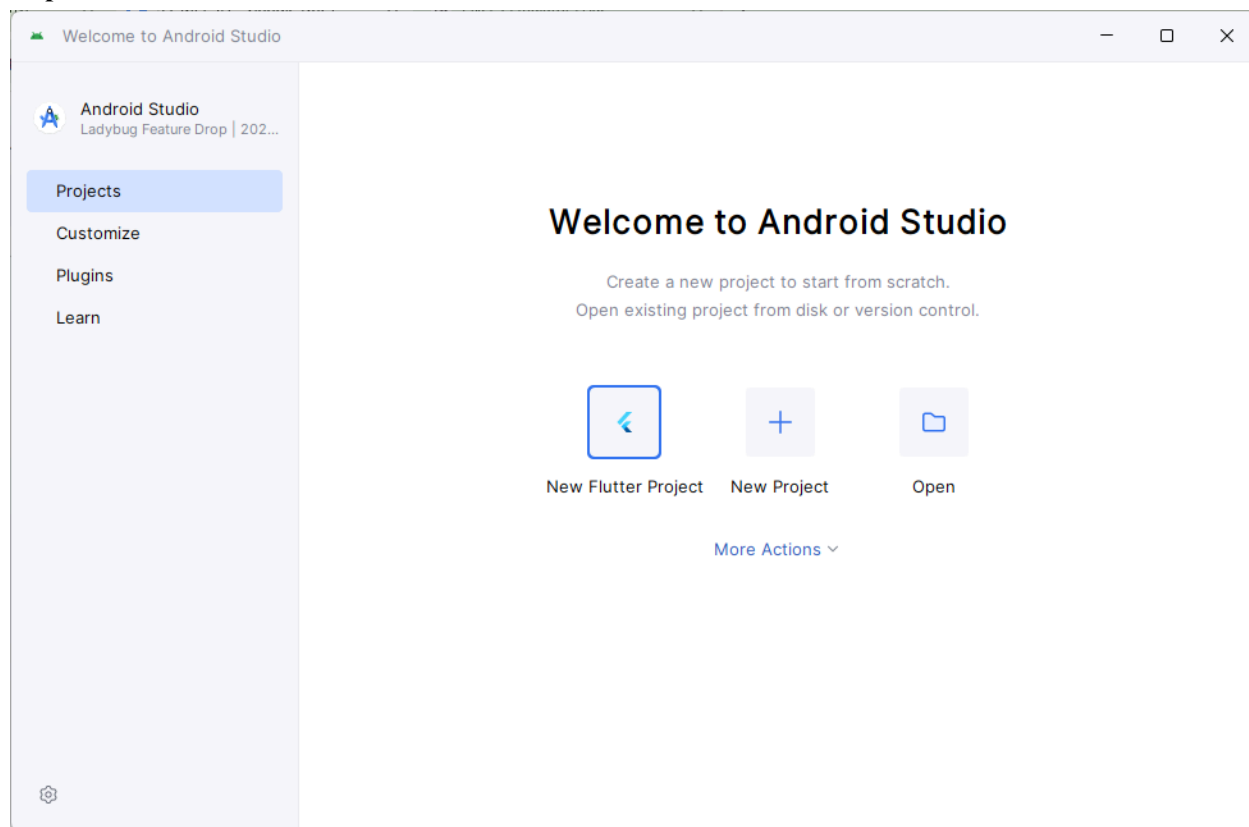 Welcome to Android Studio
Android Studio
Ladybug Feature Drop | 202...
Projects
Customize
Plugins
Learn
Welcome to Android Studio
Create a new project to start from scratch.
Open existing project from disk or version control.
New Flutter Project
New Project
Open
More Actions